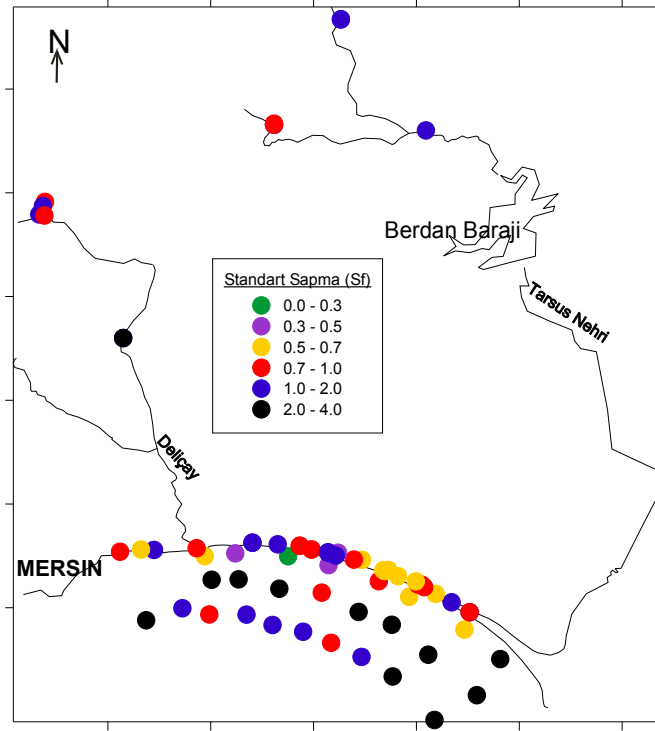 N
Berdan Baraji
Standart Sapma (Sf)
0.0 - 0.3
0.3 - 0.5
0.5 - 0.7
0.7 - 1.0
1.0 - 2.0
2.0 - 4.0
Tarsus Nehri
Deliçay
MERSIN